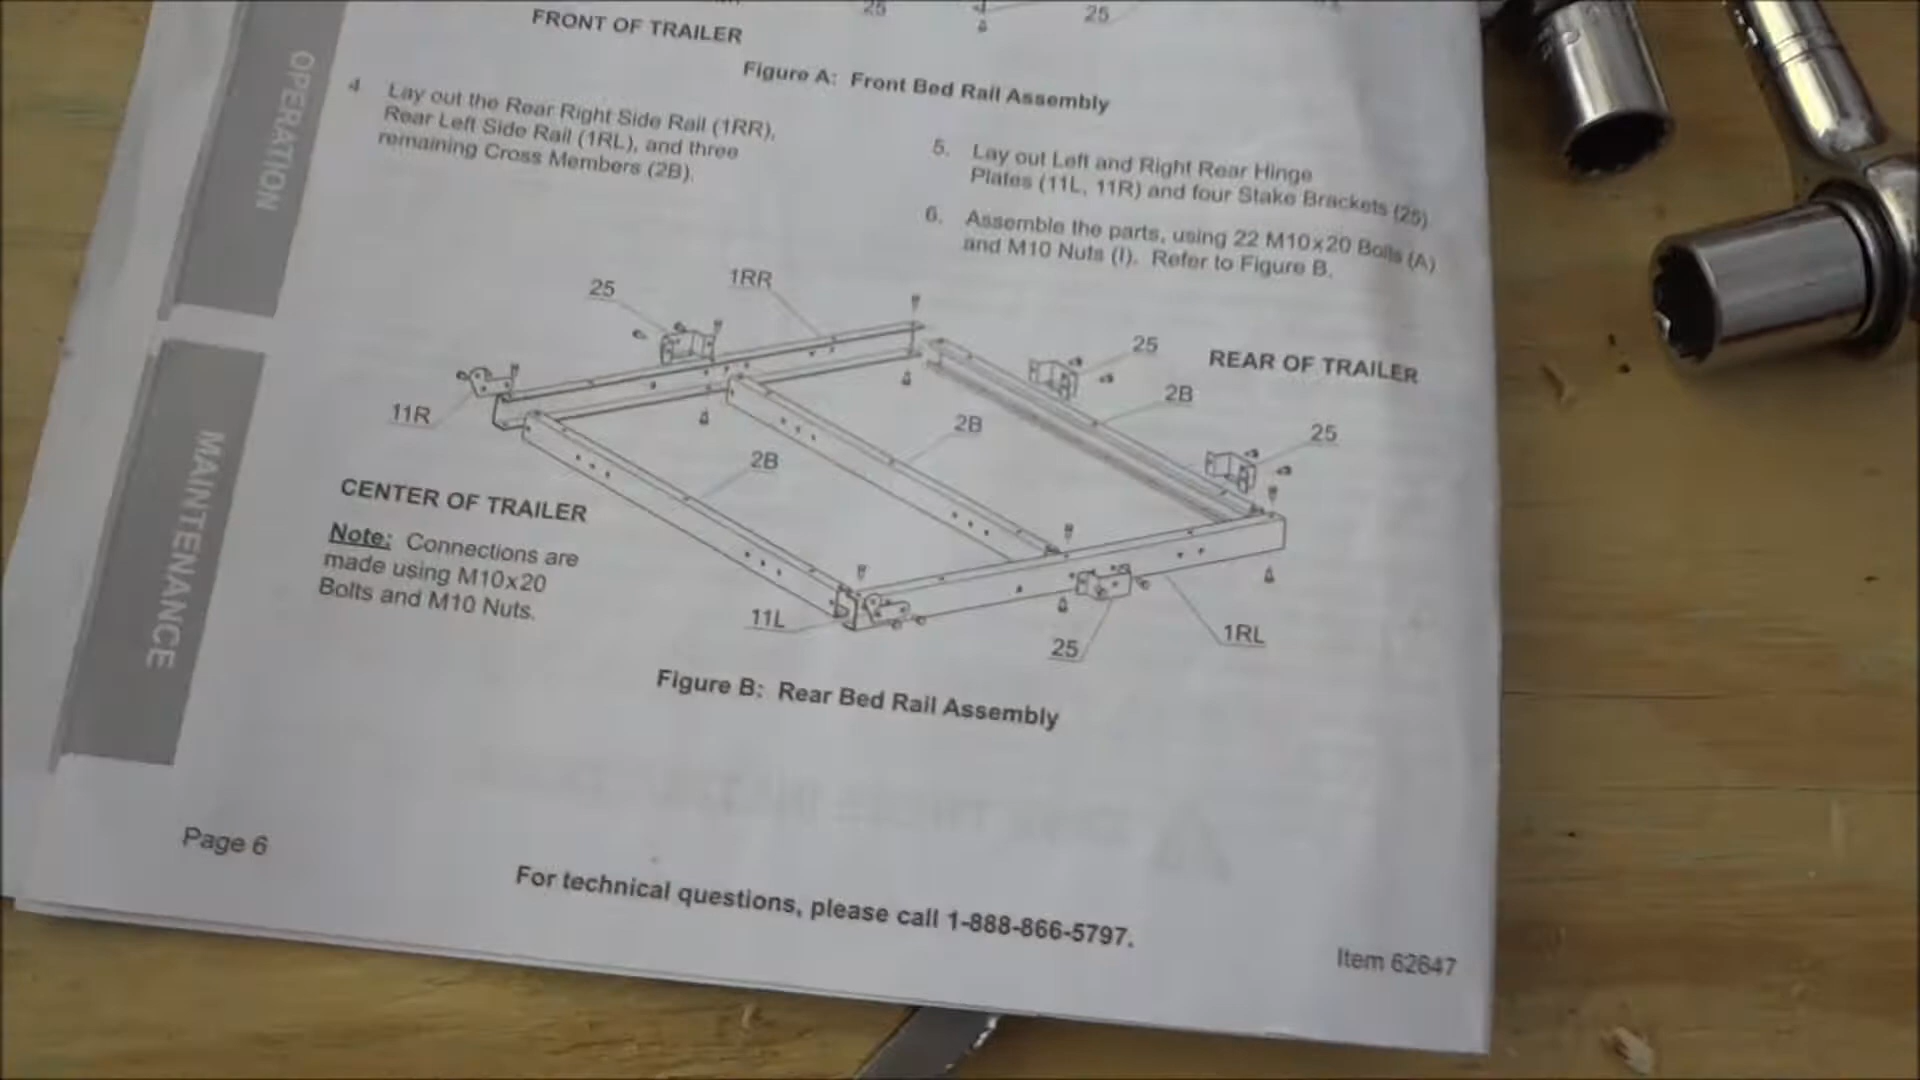 25
25
FRONT OF TRAILER
Figure A: Front Bed Rail Assembly
OPERATION
4 Lay out the Rear Right Side Rail (1RR),
Rear Left Side Rail (1RL), and three
remaining Cross Members (2B).
5. Lay out Left and Right Rear Hinge
Plates (11L, 11R) and four Stake Brackets (25)
6. Assemble the parts, using 22 M10x20 Bolts (A)
and M10 Nuts (I). Refer to Figure B.
1RR
25
25
REAR OF TRAILER
2B
11R
2B
25
2B
CENTER OF TRAILER
Note: Connections are
made using M10x20
Bolts and M10 Nuts.
MAINTENANCE
11L
25
1RL
Figure B: Rear Bed Rail Assembly
Page 6
For technical questions, please call 1-888-866-5797.
Item 62647